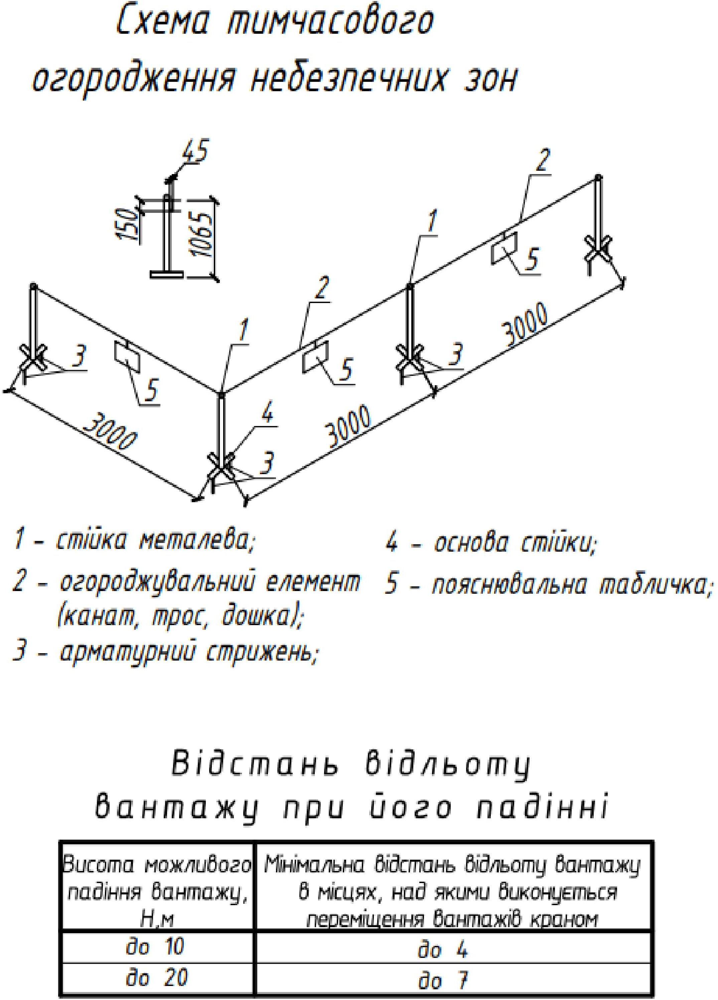 Схема тимчасового
огородження небезпечних зон
45
150
1065
2
1
5
2
3000
1
3
5
3
5
4
3000
3000
3
1 - стійка металева;
2 - огороджувальний елемент
(канат, трос, дошка);
3 - арматурний стрижень;
4 - основа стійки;
5 - пояснювальна табличка;
Відстань відльоту
вантажу при його падінні
Висота можливого
падіння вантажу,
Н,м
Мінімальна відстань відльоту вантажу
в місцях, над якими виконується
переміщення вантажів краном
до 10
до 4
до 20
до 7